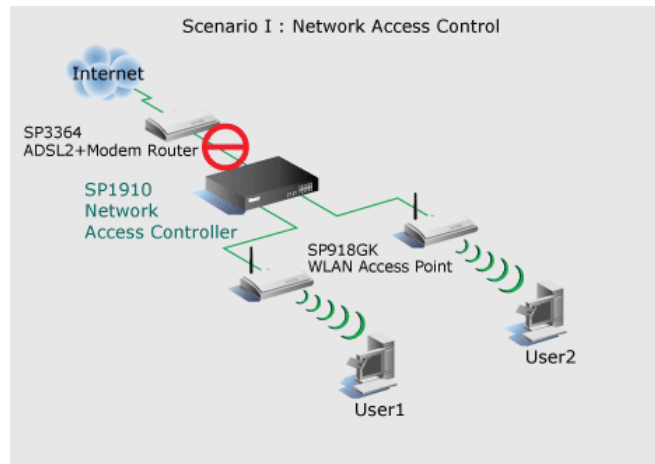 Scenario I : Network Access Control
Internet
SP3364
ADSL2+Modem Router
SP1910
Network
Access Controller
SP918GK
WLAN Access Point
User2
User1